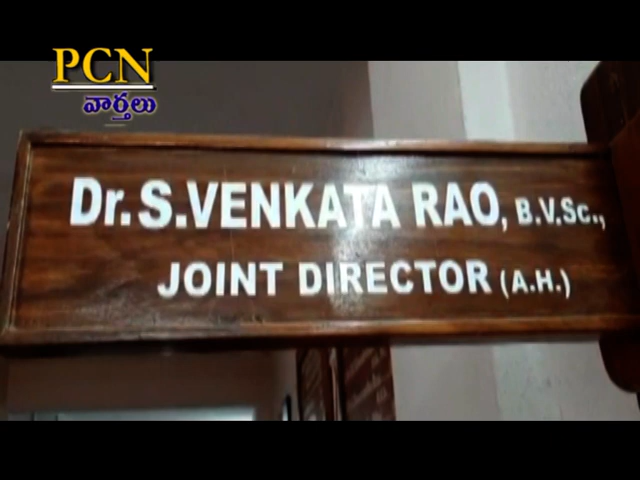 PCN
వార్తలు
Dr. S.VENKATA RAO, B.V.Sc.,
JOINT DIRECTOR (A.H.)